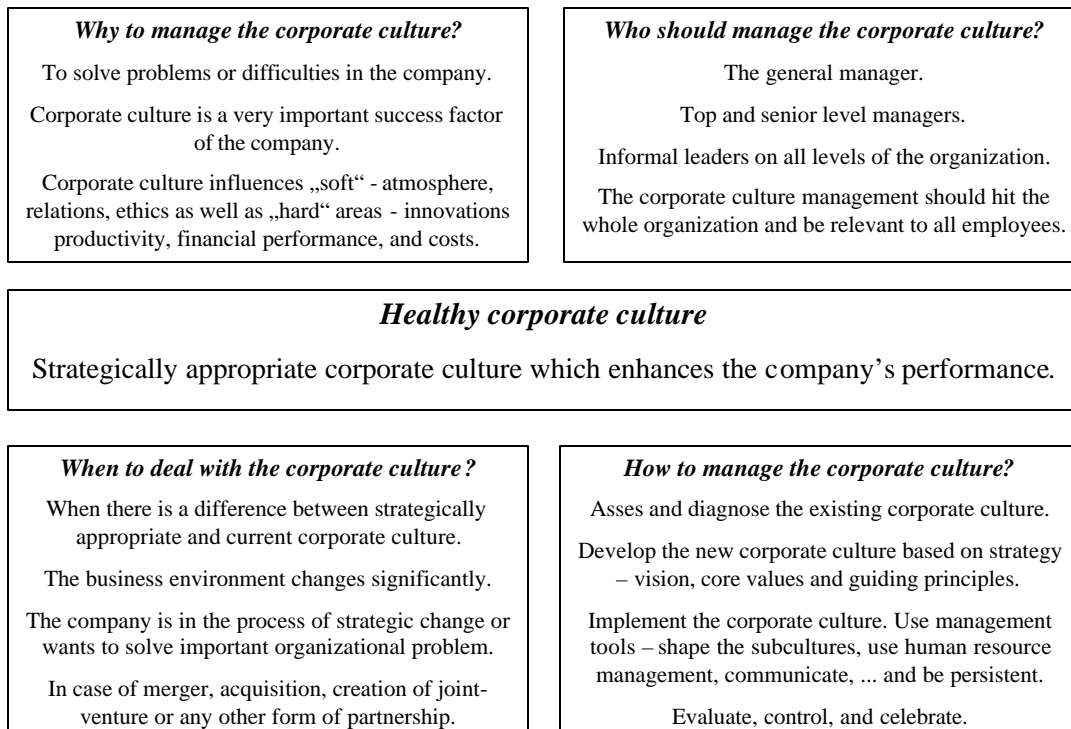 Why to manage the corporate culture?
To solve problems or difficulties in the company.
Corporate culture is a very important success factor
of the company.
Corporate culture influences „soft“ - atmosphere,
relations, ethics as well as „hard“ areas - innovations
productivity, financial performance, and costs.
Who should manage the corporate culture?
The general manager.
Top and senior level managers.
Informal leaders on all levels of the organization.
The corporate culture management should hit the
whole organization and be relevant to all employees.
Healthy corporate culture
Strategically appropriate corporate culture which enhances the company’s performance.
When to deal with the corporate culture?
When there is a difference between strategically
appropriate and current corporate culture.
The business environment changes significantly.
The company is in the process of strategic change or
wants to solve important organizational problem.
In case of merger, acquisition, creation of joint-
venture or any other form of partnership.
How to manage the corporate culture?
Asses and diagnose the existing corporate culture.
Develop the new corporate culture based on strategy
– vision, core values and guiding principles.
Implement the corporate culture. Use management
tools – shape the subcultures, use human resource
management, communicate, ... and be persistent.
Evaluate, control, and celebrate.